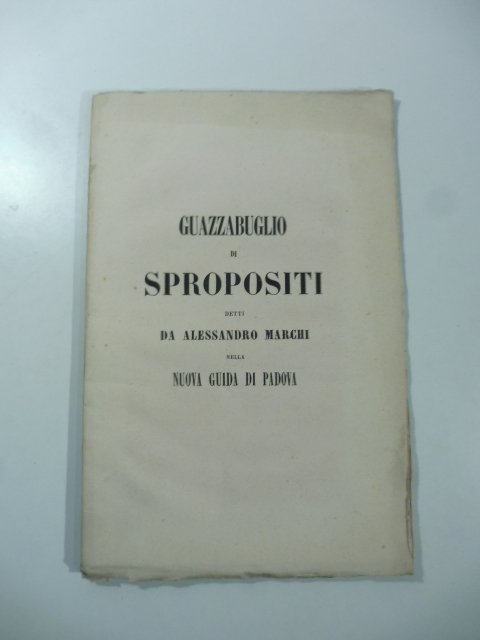 GUAZZABUGLIO
DI
SPROPOSITI
DETTI
DA ALESSANDRO MARCHI
NELLA
NUOVA GUIDA DI PADOVA